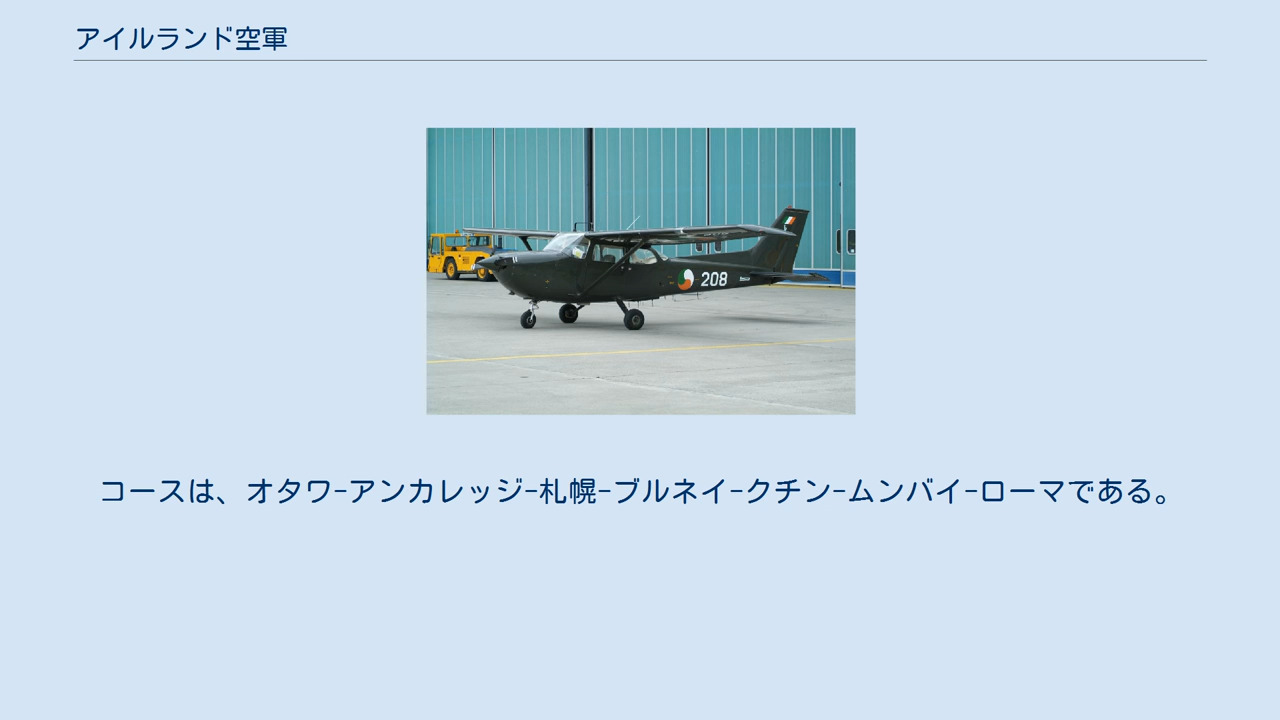 アイルランド空軍
208
コースは、オタワ-アンカレッジ-札幌-ブルネイ-クチン-ムンバイ-ローマである。